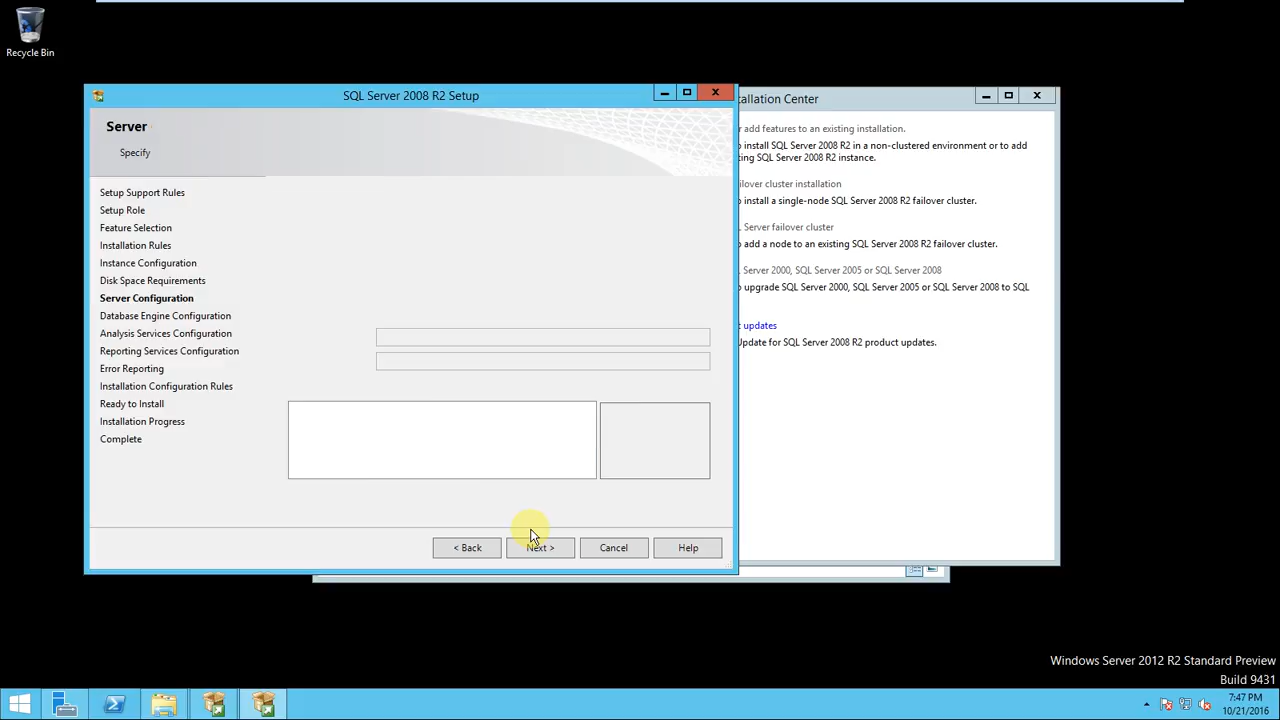 Recycle Bin
SQL Server 2008 R2 Setup
Server
Specify
Setup Support Rules
Setup Role
Feature Selection
Installation Rules
Instance Configuration
Disk Space Requirements
Server Configuration
Database Engine Configuration
Analysis Services Configuration
Reporting Services Configuration
Error Reporting
Installation Configuration Rules
Ready to Install
Installation Progress
Complete
< Back
Next >
Cancel
Help
tallation Center
r add features to an existing installation.
to install SQL Server 2008 R2 in a non-clustered environment or to add
ting SQL Server 2008 R2 instance.
ilover cluster installation
o install a single-node SQL Server 2008 R2 failover cluster.
L Server failover cluster
to add a node to an existing SQL Server 2008 R2 failover cluster.
L Server 2000, SQL Server 2005 or SQL Server 2008
o upgrade SQL Server 2000, SQL Server 2005 or SQL Server 2008 to SQL
t updates
Update for SQL Server 2008 R2 product updates.
Windows Server 2012 R2 Standard Preview
Build 9431
7:47 PM
10/21/2016